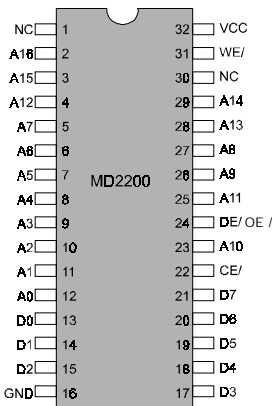 NC 1 32 VCC
A16 2 31 WE/
A15 3 30 NC
A12 4 29 A14
A7 5 28 A13
A6 6 27 A8
A5 7 26 A9
MD2200
A4 8 25 A11
A3 9 24 DE/ OE /
A2 10 23 A10
A1 11 22 CE/
A0 12 21 D7
D0 13 20 D6
D1 14 19 D5
D2 15 18 D4
GND 16 17 D3